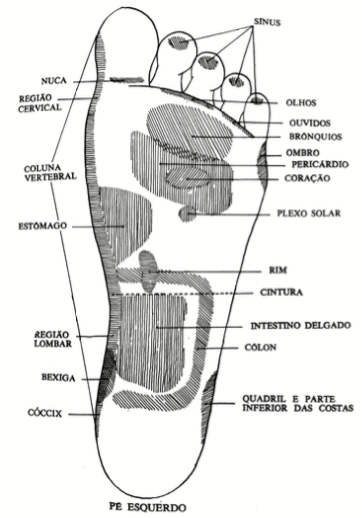 SINUS
NUCA
REGIÃO
CERVICAL
OLHOS
OUVIDOS
BRÔNQUIOS
OMBRO
PERICÁRDIO
COLUNA
VERTEBRAL
CORAÇÃO
PLEXO SOLAR
ESTÔMAGO
RIM
CINTURA
INTESTINO DELGADO
REGIÃO
LOMBAR
CÓLON
BEXIGA
QUADRIL E PARTE
INFERIOR DAS COSTAS
CÓCCIX
PÉ ESQUERDO